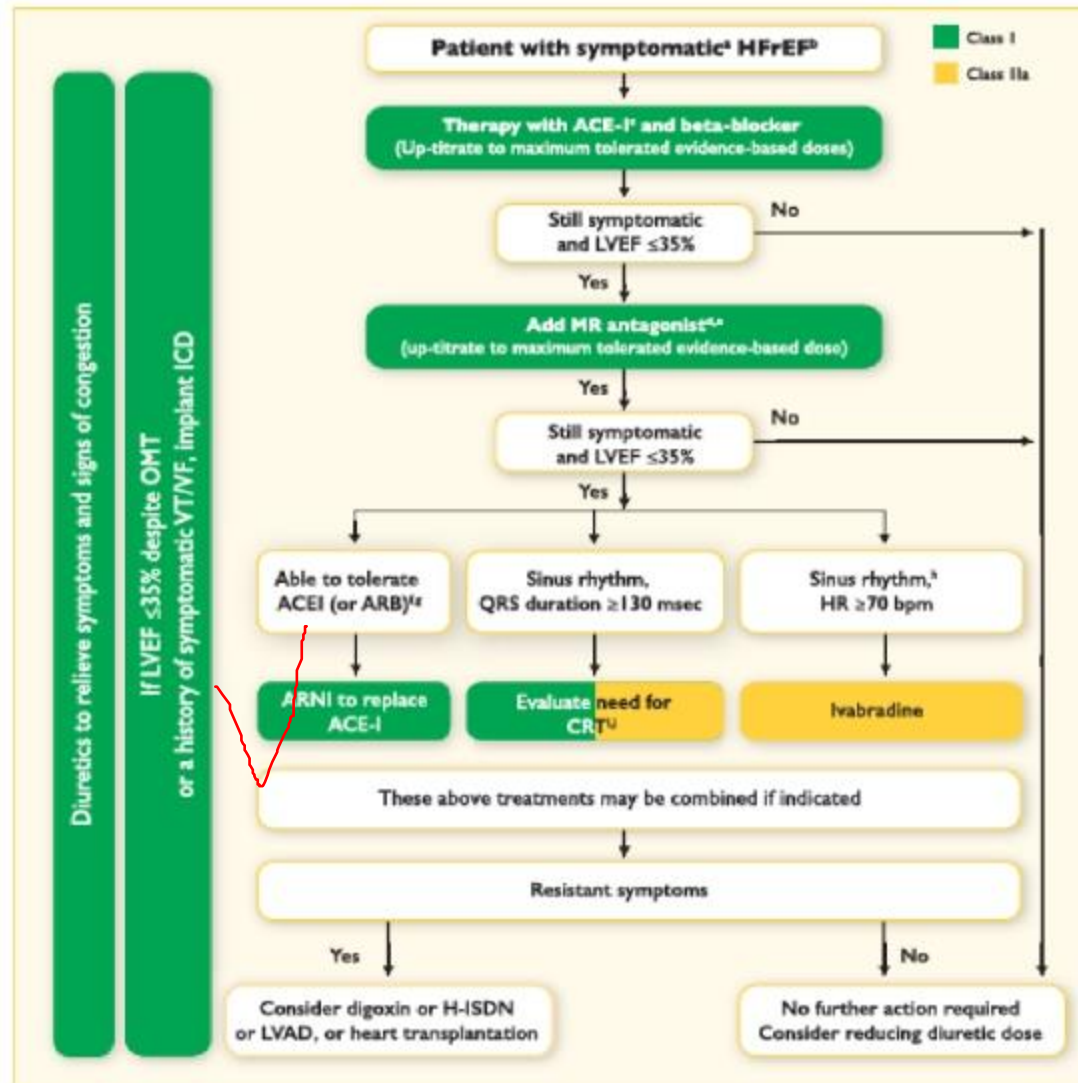 Patient with symptomaticᵃ HFrEFᵇ
Class I
Class IIa
Therapy with ACE-Iᶜ and beta-blocker
(Up-titrate to maximum tolerated evidence-based doses)
Still symptomatic
and LVEF ≤35%
No
Yes
Add MR antagonistᵈ,ᵉ
(up-titrate to maximum tolerated evidence-based dose)
Yes
Still symptomatic
and LVEF ≤35%
No
Yes
Able to tolerate
ACEI (or ARB)ᶠ,ᵍ
Sinus rhythm,
QRS duration ≥130 msec
Sinus rhythm,ʰ
HR ≥70 bpm
ARNI to replace
ACE-I
Evaluate need for
CRTⁱ,ʲ
Ivabradine
These above treatments may be combined if indicated
Resistant symptoms
Yes
No
Consider digoxin or H-ISDN
or LVAD, or heart transplantation
No further action required
Consider reducing diuretic dose
Diuretics to relieve symptoms and signs of congestion
If LVEF ≤35% despite OMT
or a history of symptomatic VT/VF, implant ICD